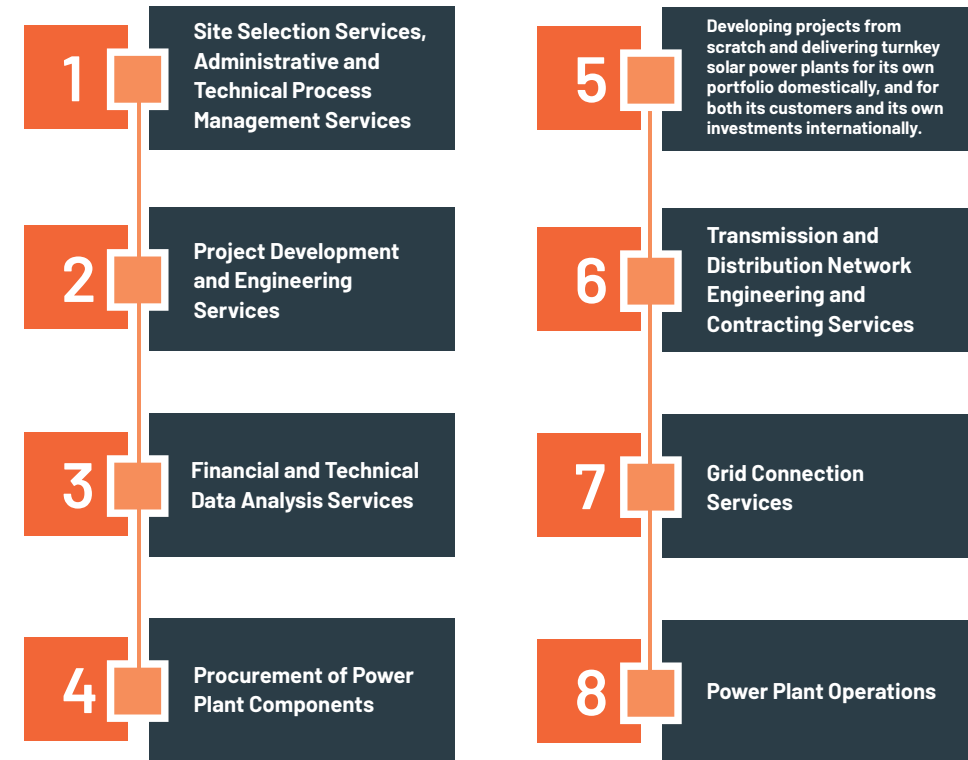 1
Site Selection Services,
Administrative and
Technical Process
Management Services
2
Project Development
and Engineering
Services
3
Financial and Technical
Data Analysis Services
4
Procurement of Power
Plant Components
5
Developing projects from
scratch and delivering turnkey
solar power plants for its own
portfolio domestically, and for
both its customers and its own
investments internationally.
6
Transmission and
Distribution Network
Engineering and
Contracting Services
7
Grid Connection
Services
8
Power Plant Operations